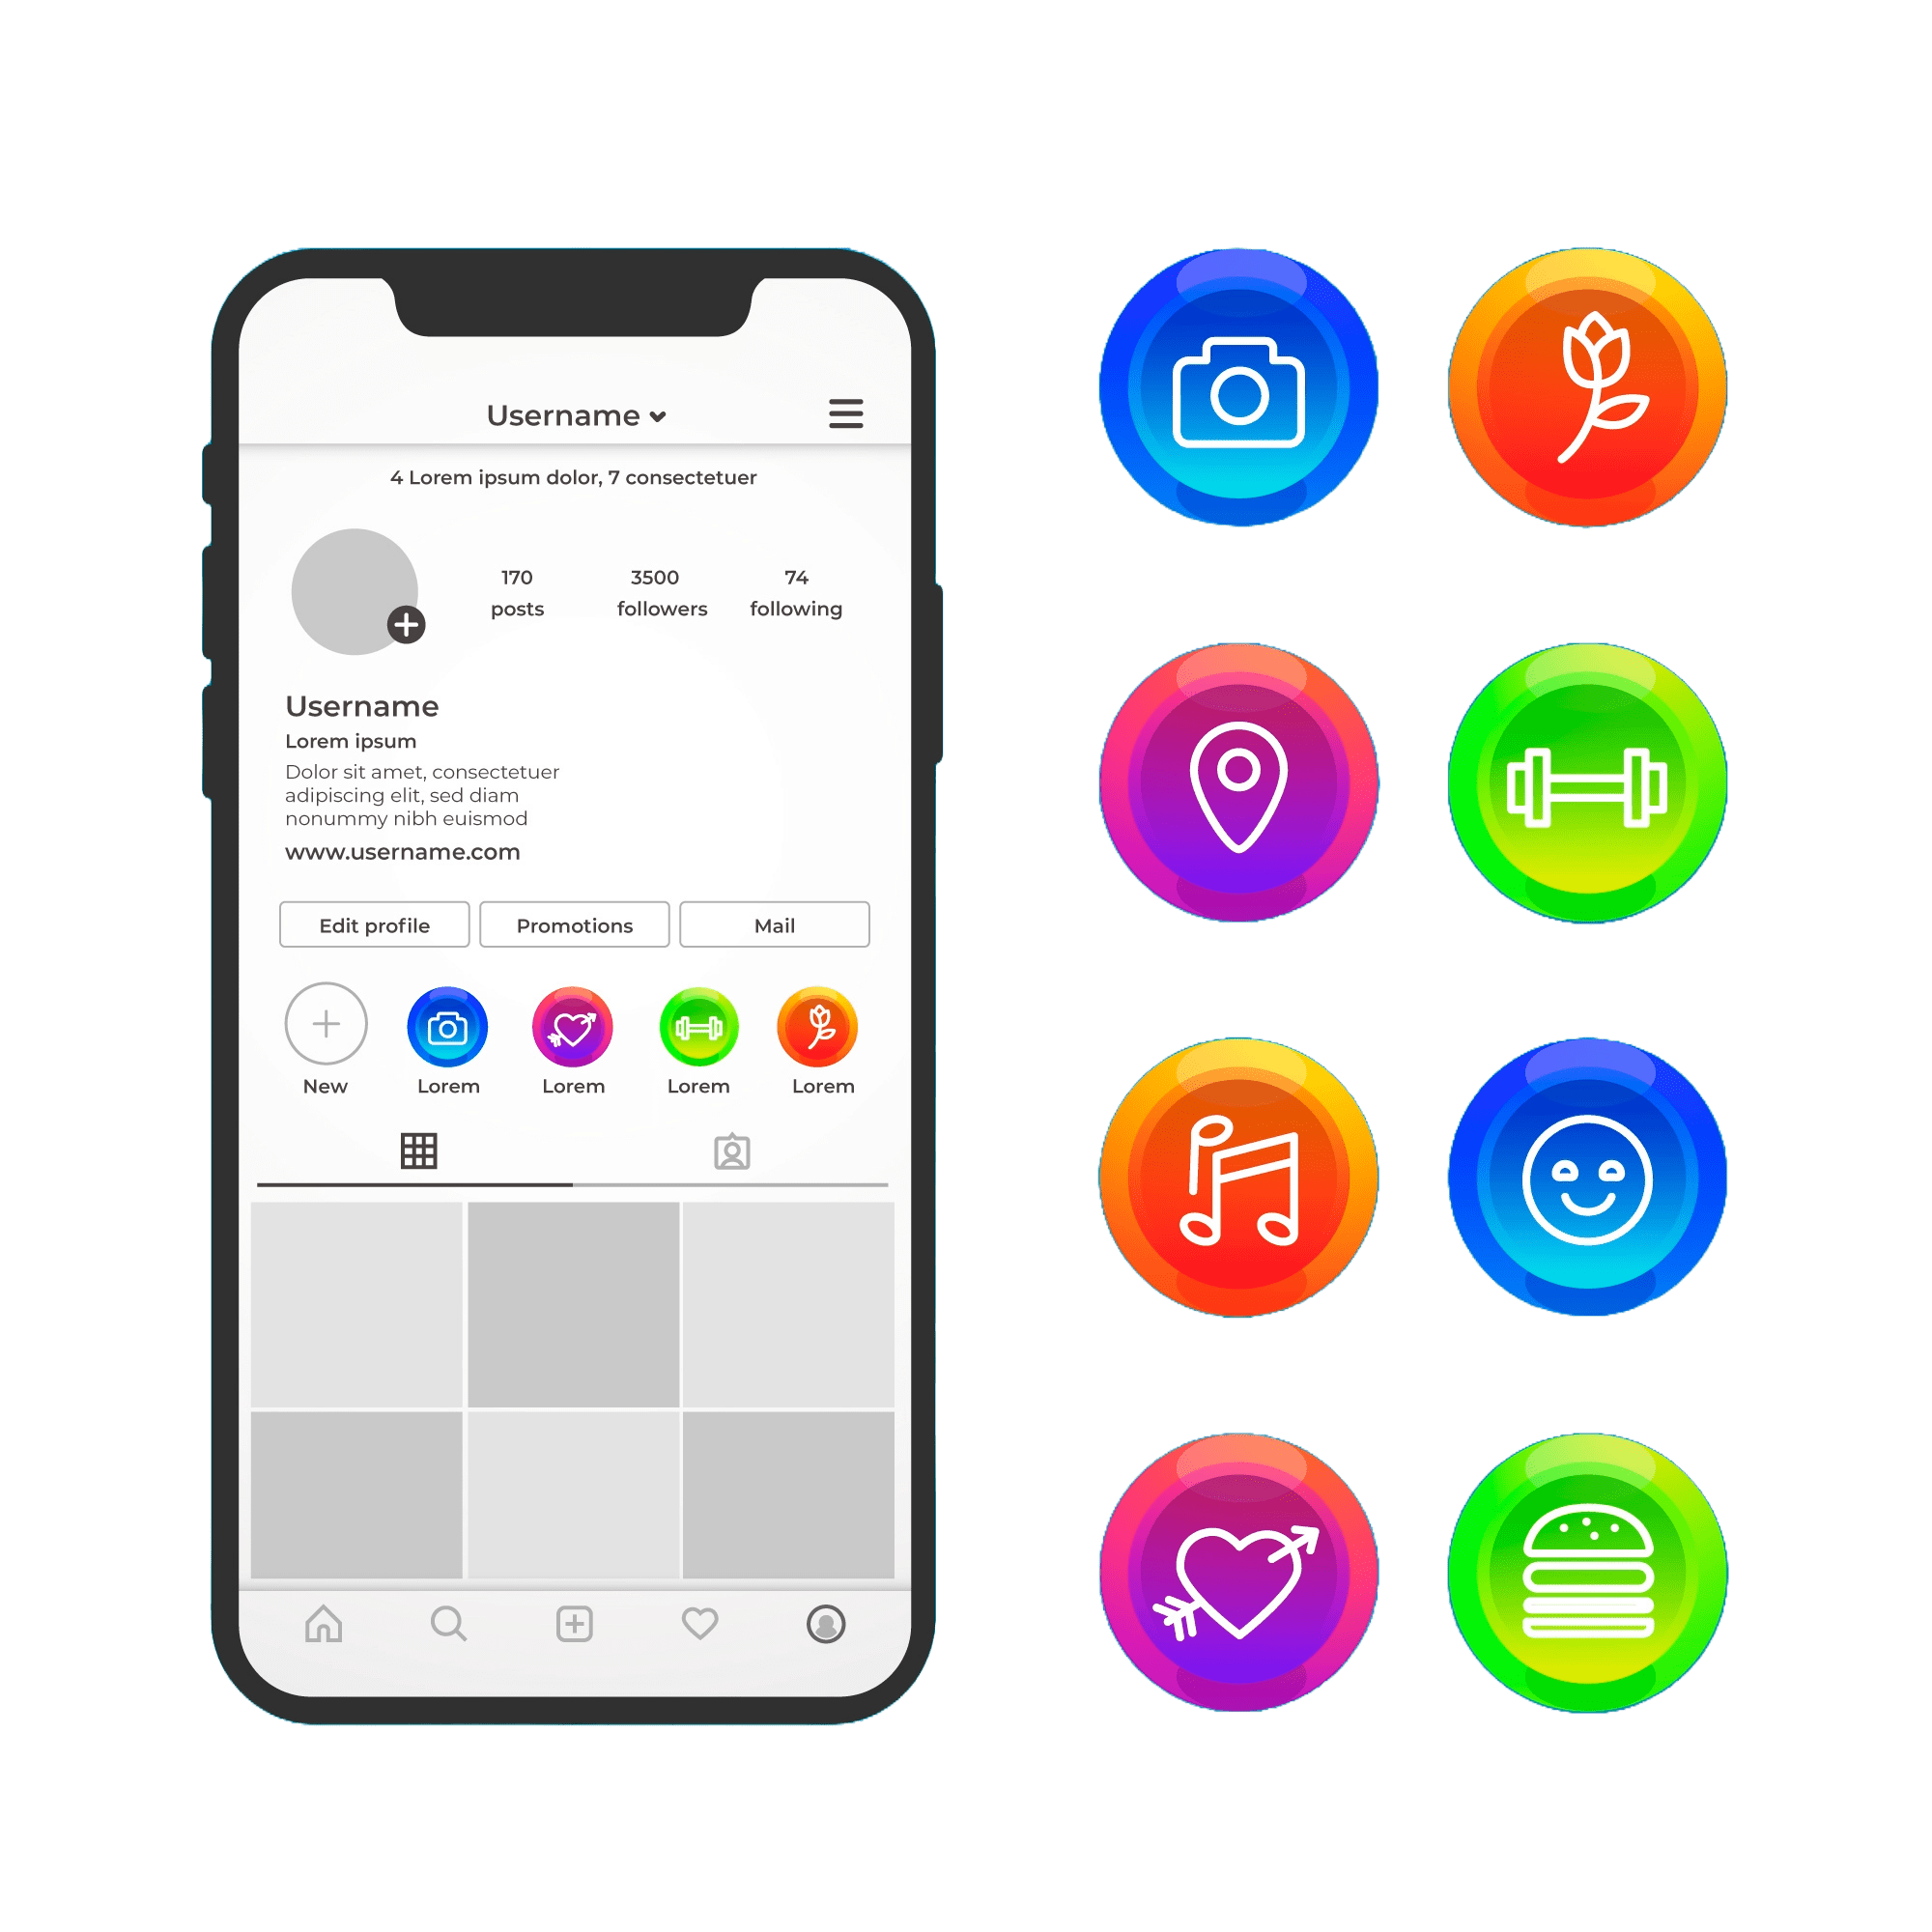 Username
4 Lorem ipsum dolor, 7 consectetuer
170 3500 74
posts followers following
Username
Lorem ipsum
Dolor sit amet, consectetuer
adipiscing elit, sed diam
nonummy nibh euismod
www.username.com
Edit profile Promotions Mail
New Lorem Lorem Lorem Lorem